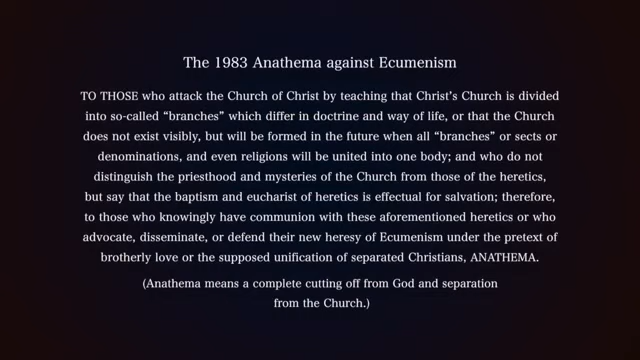 The 1983 Anathema against Ecumenism
TO THOSE who attack the Church of Christ by teaching that Christ's Church is divided
into so-called "branches" which differ in doctrine and way of life, or that the Church
does not exist visibly, but will be formed in the future when all "branches" or sects or
denominations, and even religions will be united into one body; and who do not
distinguish the priesthood and mysteries of the Church from those of the heretics,
but say that the baptism and eucharist of heretics is effectual for salvation; therefore,
to those who knowingly have communion with these aforementioned heretics or who
advocate, disseminate, or defend their new heresy of Ecumenism under the pretext of
brotherly love or the supposed unification of separated Christians, ANATHEMA.
(Anathema means a complete cutting off from God and separation
from the Church.)